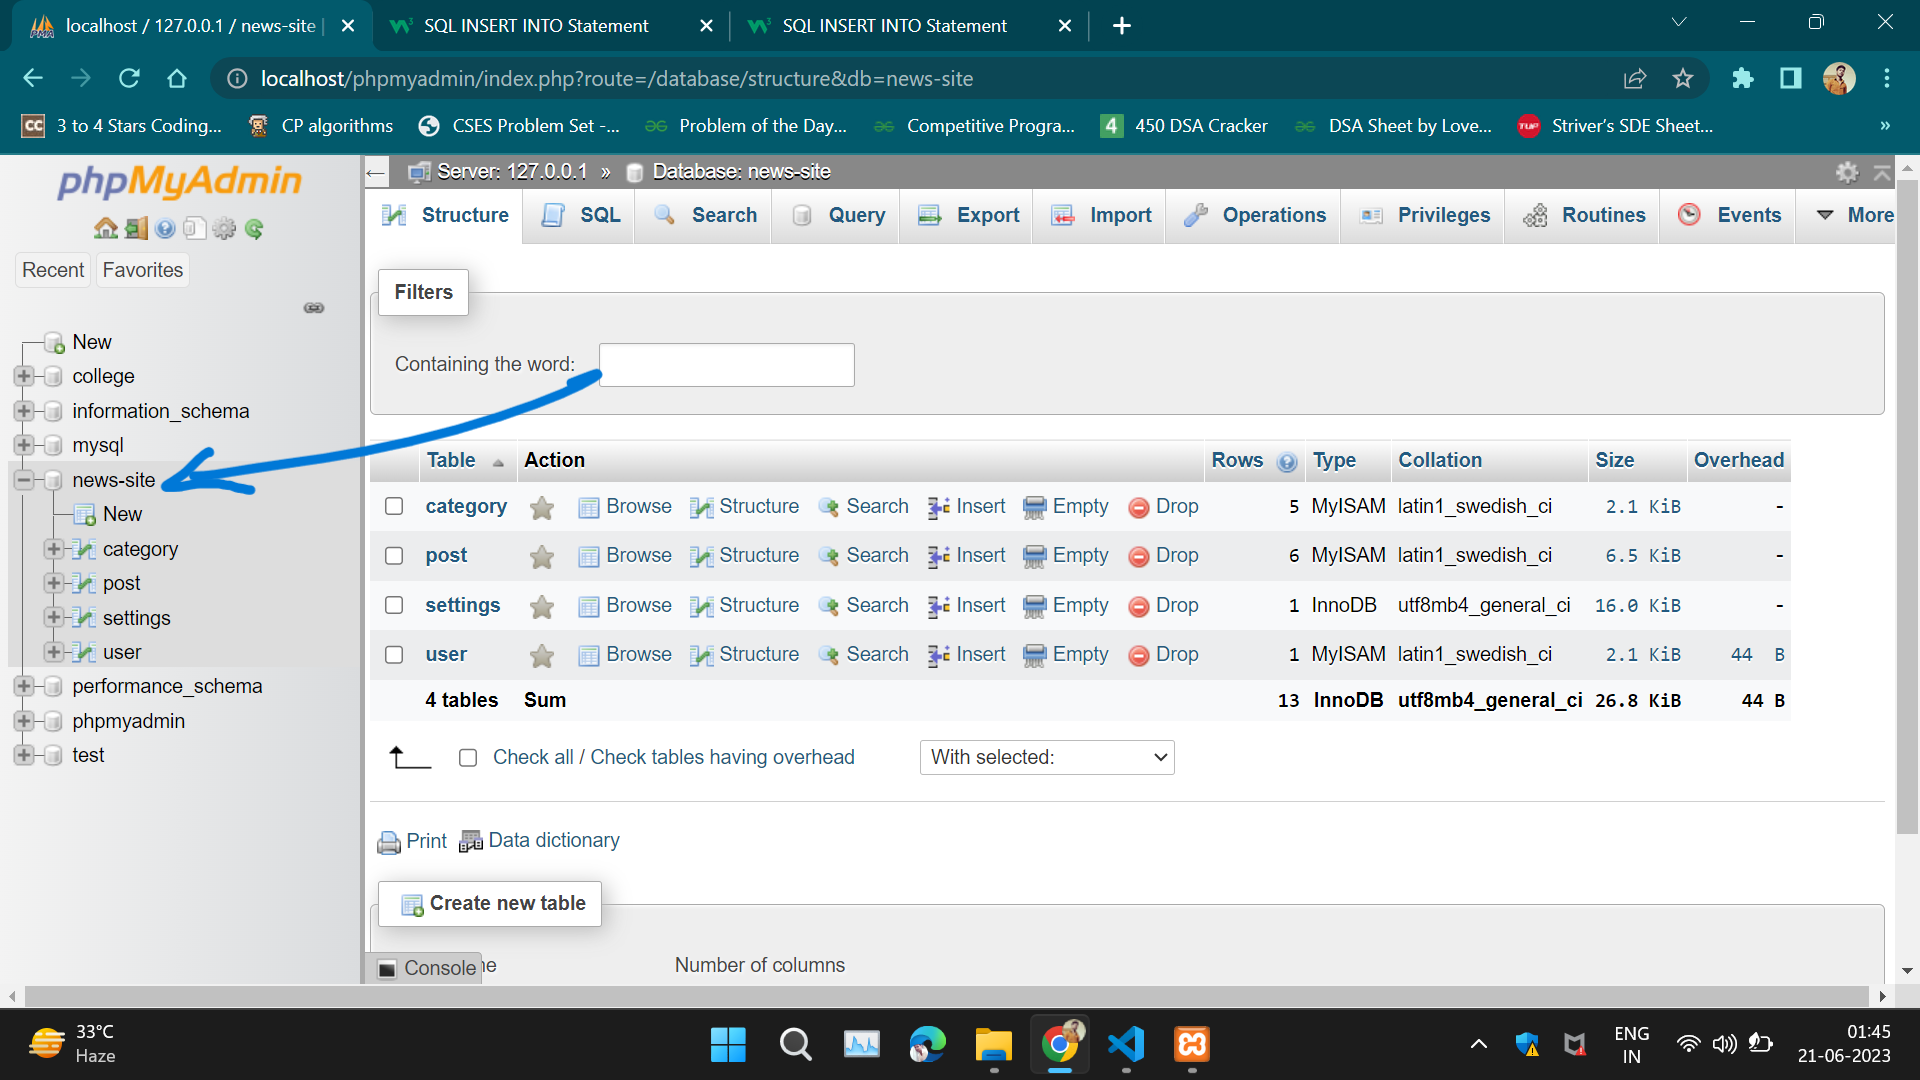 localhost / 127.0.0.1 / news-site |
SQL INSERT INTO Statement
SQL INSERT INTO Statement
localhost/phpmyadmin/index.php?route=/database/structure&db=news-site
CC 3 to 4 Stars Coding...
CP algorithms
CSES Problem Set -...
Problem of the Day...
Competitive Progra...
4 450 DSA Cracker
DSA Sheet by Love...
TUF Striver's SDE Sheet...
»
phpMyAdmin
Recent Favorites
New
college
information_schema
mysql
news-site
New
category
post
settings
user
performance_schema
phpmyadmin
test
Server: 127.0.0.1 » Database: news-site
Structure SQL Search Query Export Import Operations Privileges Routines Events More
Filters
Containing the word:
Table Action Rows Type Collation Size Overhead
category Browse Structure Search Insert Empty Drop 5 MyISAM latin1_swedish_ci 2.1 KiB -
post Browse Structure Search Insert Empty Drop 6 MyISAM latin1_swedish_ci 6.5 KiB -
settings Browse Structure Search Insert Empty Drop 1 InnoDB utf8mb4_general_ci 16.0 KiB -
user Browse Structure Search Insert Empty Drop 1 MyISAM latin1_swedish_ci 2.1 KiB 44 B
4 tables Sum 13 InnoDB utf8mb4_general_ci 26.8 KiB 44 B
Check all / Check tables having overhead With selected:
Print Data dictionary
Create new table
Console ne Number of columns
33°C
Haze
ENG
IN
01:45
21-06-2023